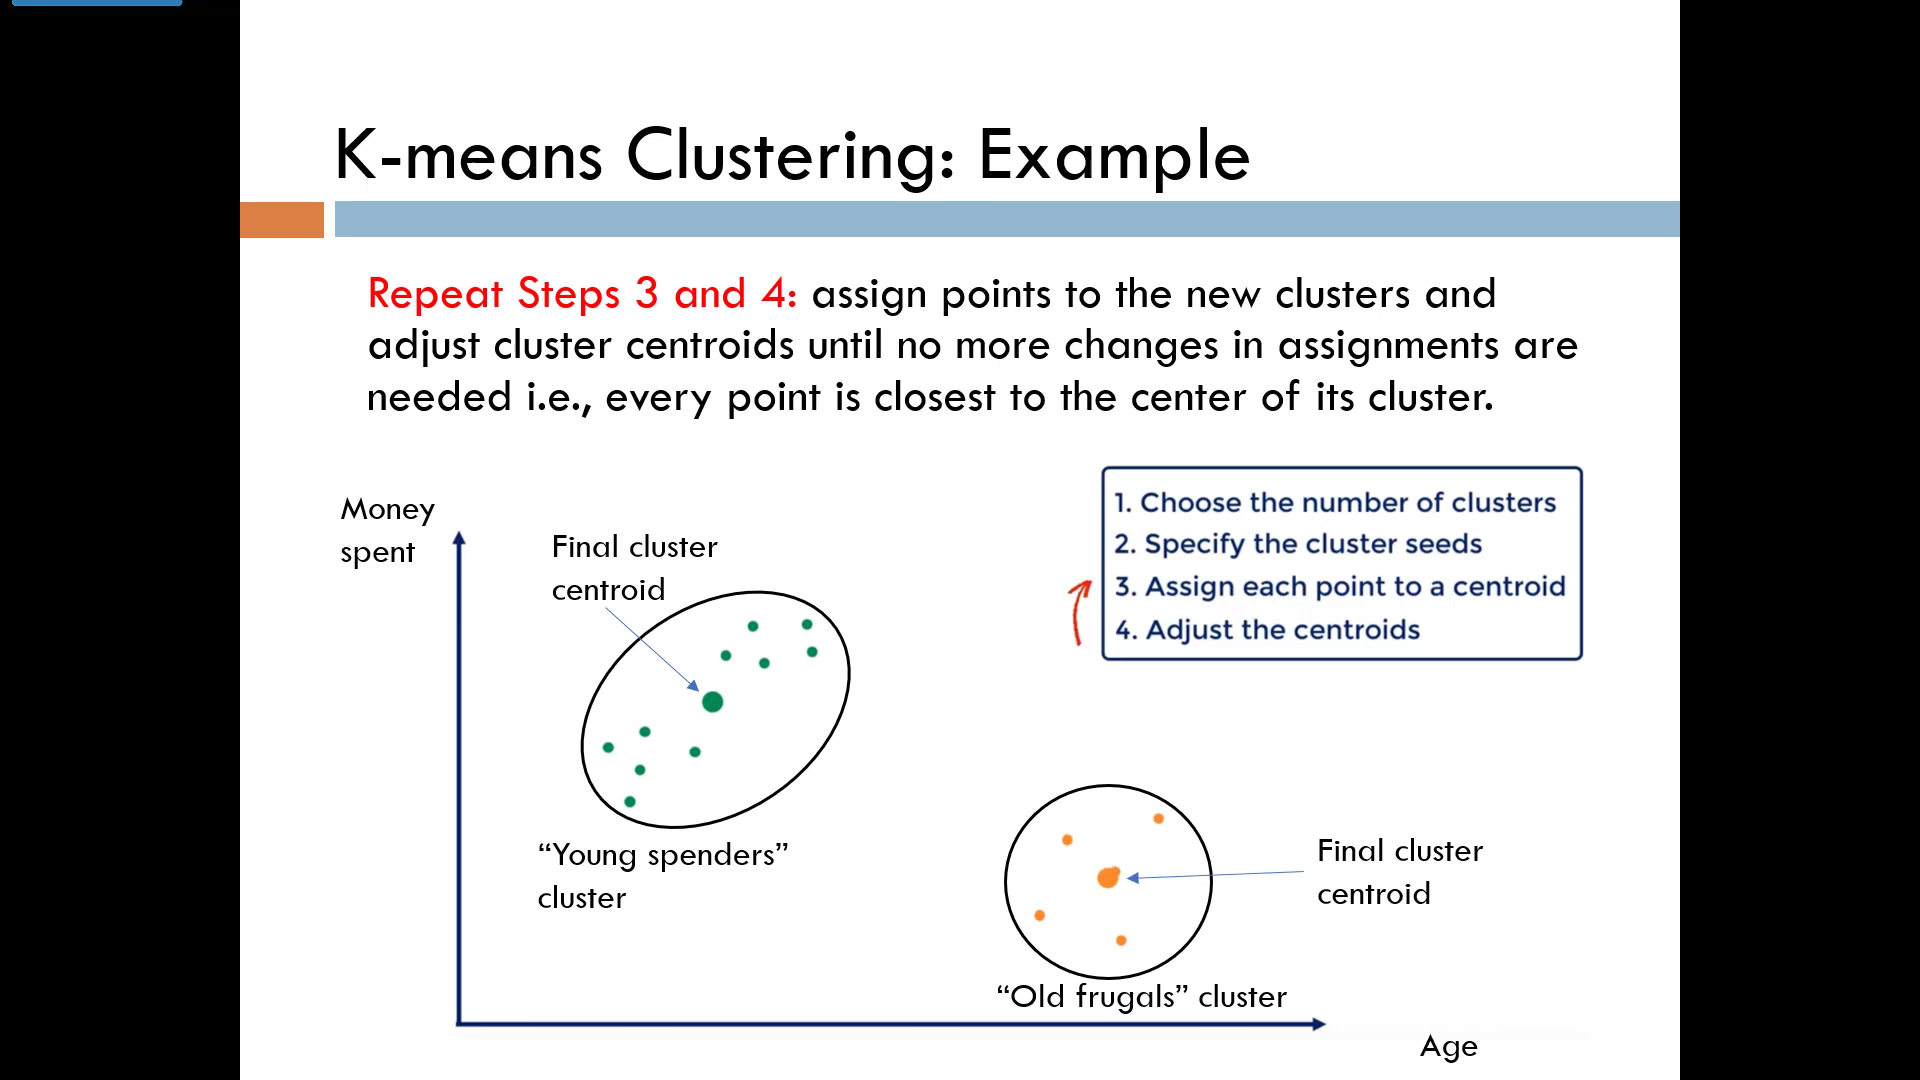 K-means Clustering: Example
Repeat Steps 3 and 4: assign points to the new clusters and
adjust cluster centroids until no more changes in assignments are
needed i.e., every point is closest to the center of its cluster.
Money
spent
Final cluster
centroid
1. Choose the number of clusters
2. Specify the cluster seeds
3. Assign each point to a centroid
4. Adjust the centroids
“Young spenders”
cluster
Final cluster
centroid
“Old frugals” cluster
Age